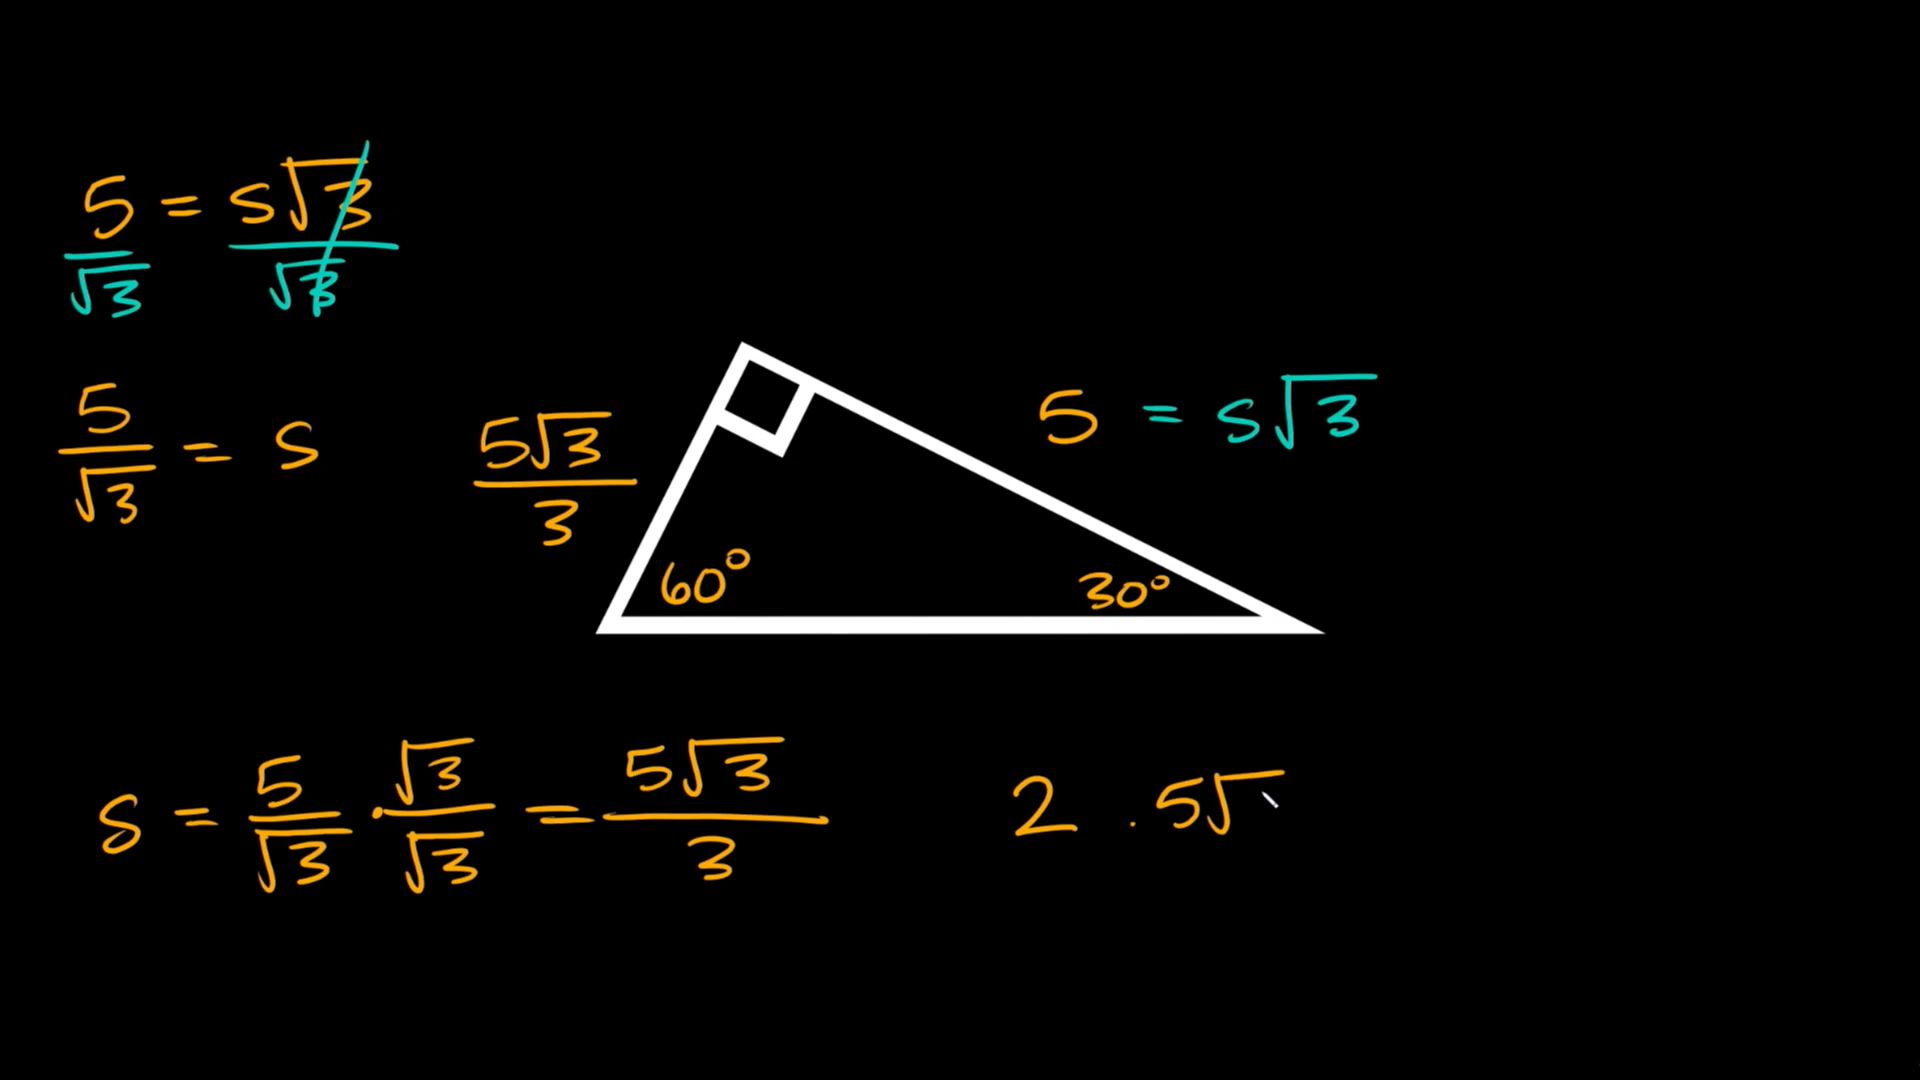 5/√3 = s√3/√3
5/√3 = s
5√3/3
5 = s√3
60°
30°
s = 5/√3 · √3/√3 = 5√3/3
2 · 5√